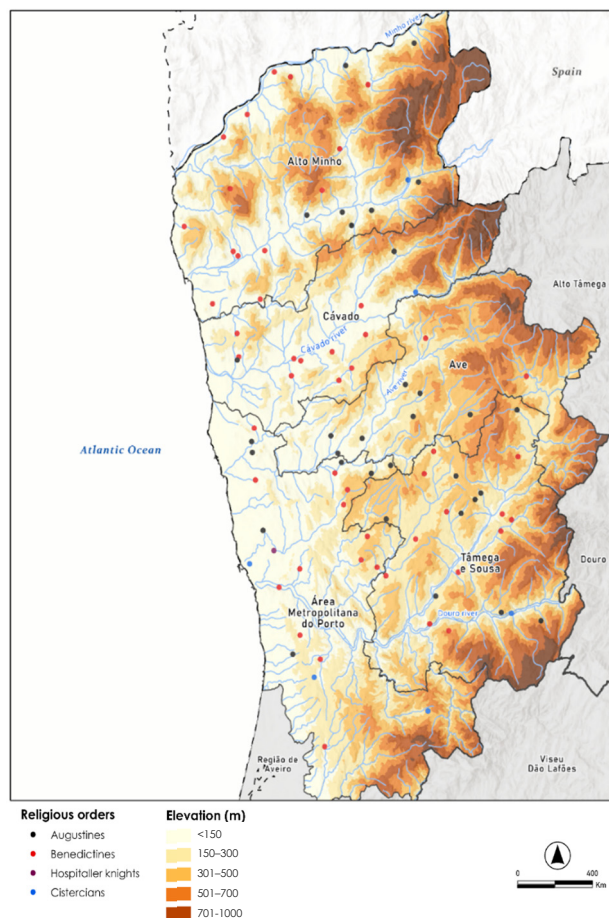 Minho river
Spain
Alto Minho
Alto Tâmega
Cávado
Cávado river
Ave river
Ave
Atlantic Ocean
Tâmega
e Sousa
Douro
Douro river
Área
Metropolitana
do Porto
Região de
Aveiro
Viseu
Dão Lafões
Religious orders
Augustines
Benedictines
Hospitaller knights
Cistercians
Elevation (m)
<150
150–300
301–500
501–700
701-1000
0 400
Km